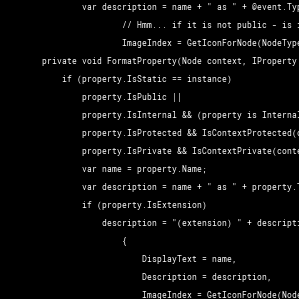 var description = name + " as " + @event.Typ
// Hmm... if it is not public - is i
ImageIndex = GetIconForNode(NodeType
private void FormatProperty(Node context, IProperty
if (property.IsStatic == instance)
property.IsPublic ||
property.IsInternal && (property is Internal
property.IsProtected && IsContextProtected(c
property.IsPrivate && IsContextPrivate(conte
var name = property.Name;
var description = name + " as " + property.T
if (property.IsExtension)
description = "(extension) " + descripti
{
DisplayText = name,
Description = description,
ImageIndex = GetIconForNode(Node